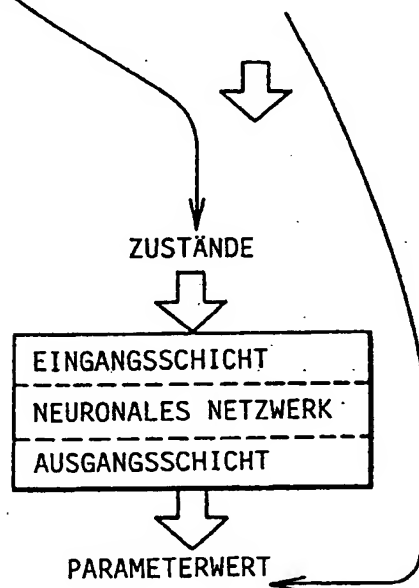 ZUSTÄNDE
EINGANGSSCHICHT
NEURONALES NETZWERK
AUSGANGSSCHICHT
PARAMETERWERT